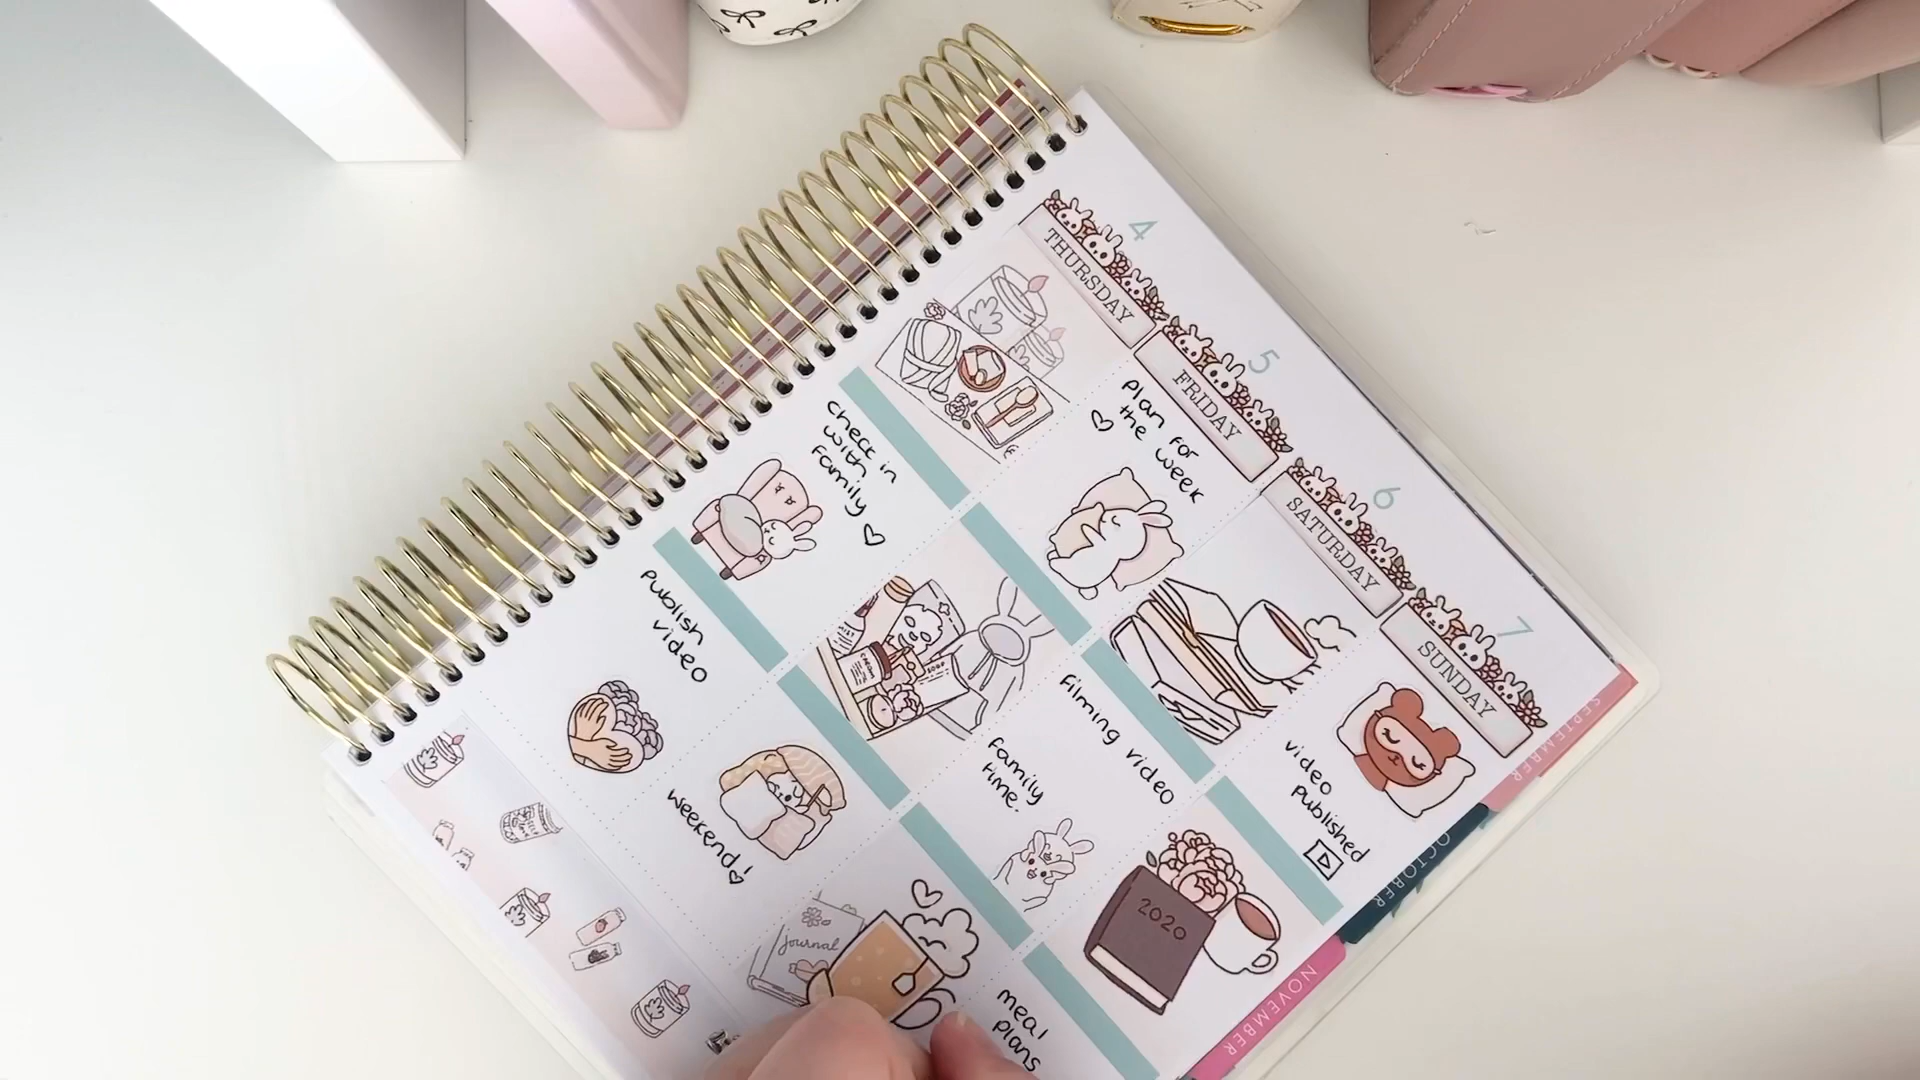 4
THURSDAY
5
FRIDAY
6
SATURDAY
7
SUNDAY
plan for
the week
check in
with
family
publish
video
filming video
video
published
family
time.
weekend!
2020
Journal
meal
plans
SEPTEMBER
OCTOBER
NOVEMBER